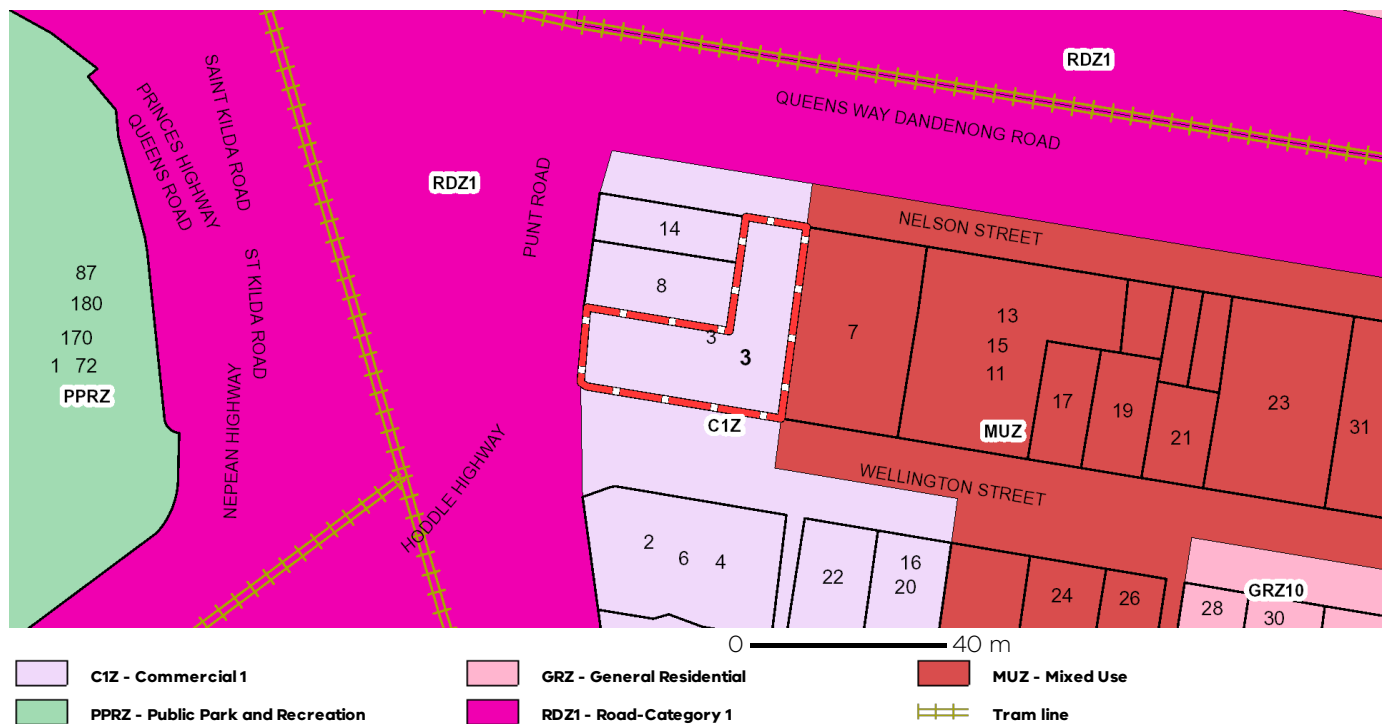 RDZ1
QUEENS WAY DANDENONG ROAD
SAINT KILDA ROAD
PRINCES HIGHWAY
QUEENS ROAD
RDZ1
PUNT ROAD
NELSON STREET
14
8
3
3
87
180
170
1 72
PPRZ
ST KILDA ROAD
NEPEAN HIGHWAY
HODDLE HIGHWAY
C1Z
7
13
15
11
17
19
21
23
31
MUZ
WELLINGTON STREET
2
6
4
22
16
20
24
26
28
30
GRZ10
0 40 m
C1Z - Commercial 1
GRZ - General Residential
MUZ - Mixed Use
PPRZ - Public Park and Recreation
RDZ1 - Road-Category 1
Tram line